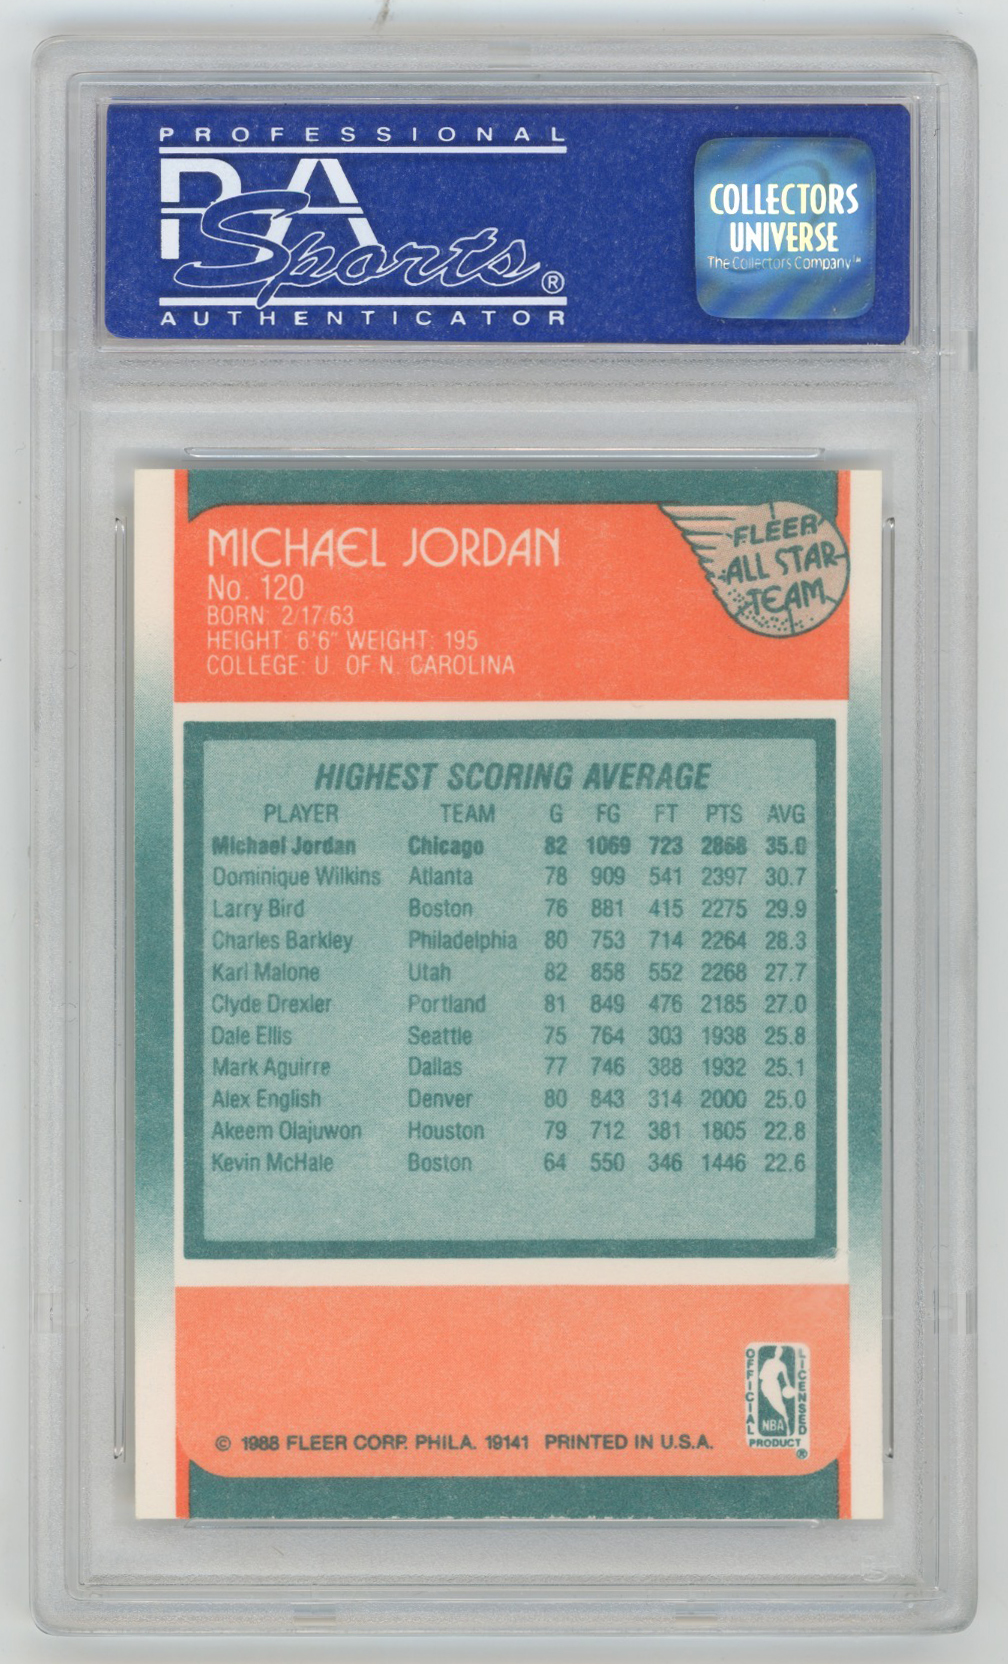 PROFESSIONAL
PSA
Sports®
AUTHENTICATOR
COLLECTORS
UNIVERSE
The Collectors Company™
MICHAEL JORDAN
No. 120
BORN: 2/17/63
HEIGHT: 6'6" WEIGHT: 195
COLLEGE: U. OF N. CAROLINA
FLEER
ALL STAR
TEAM
HIGHEST SCORING AVERAGE
PLAYER TEAM G FG FT PTS AVG
Michael Jordan Chicago 82 1069 723 2868 35.0
Dominique Wilkins Atlanta 78 909 541 2397 30.7
Larry Bird Boston 76 881 415 2275 29.9
Charles Barkley Philadelphia 80 753 714 2264 28.3
Karl Malone Utah 82 858 552 2268 27.7
Clyde Drexler Portland 81 849 476 2185 27.0
Dale Ellis Seattle 75 764 303 1938 25.8
Mark Aguirre Dallas 77 746 388 1932 25.1
Alex English Denver 80 843 314 2000 25.0
Akeem Olajuwon Houston 79 712 381 1805 22.8
Kevin McHale Boston 64 550 346 1446 22.6
OFFICIAL
LICENSED
NBA
PRODUCT
®
© 1988 FLEER CORP. PHILA. 19141 PRINTED IN U.S.A.